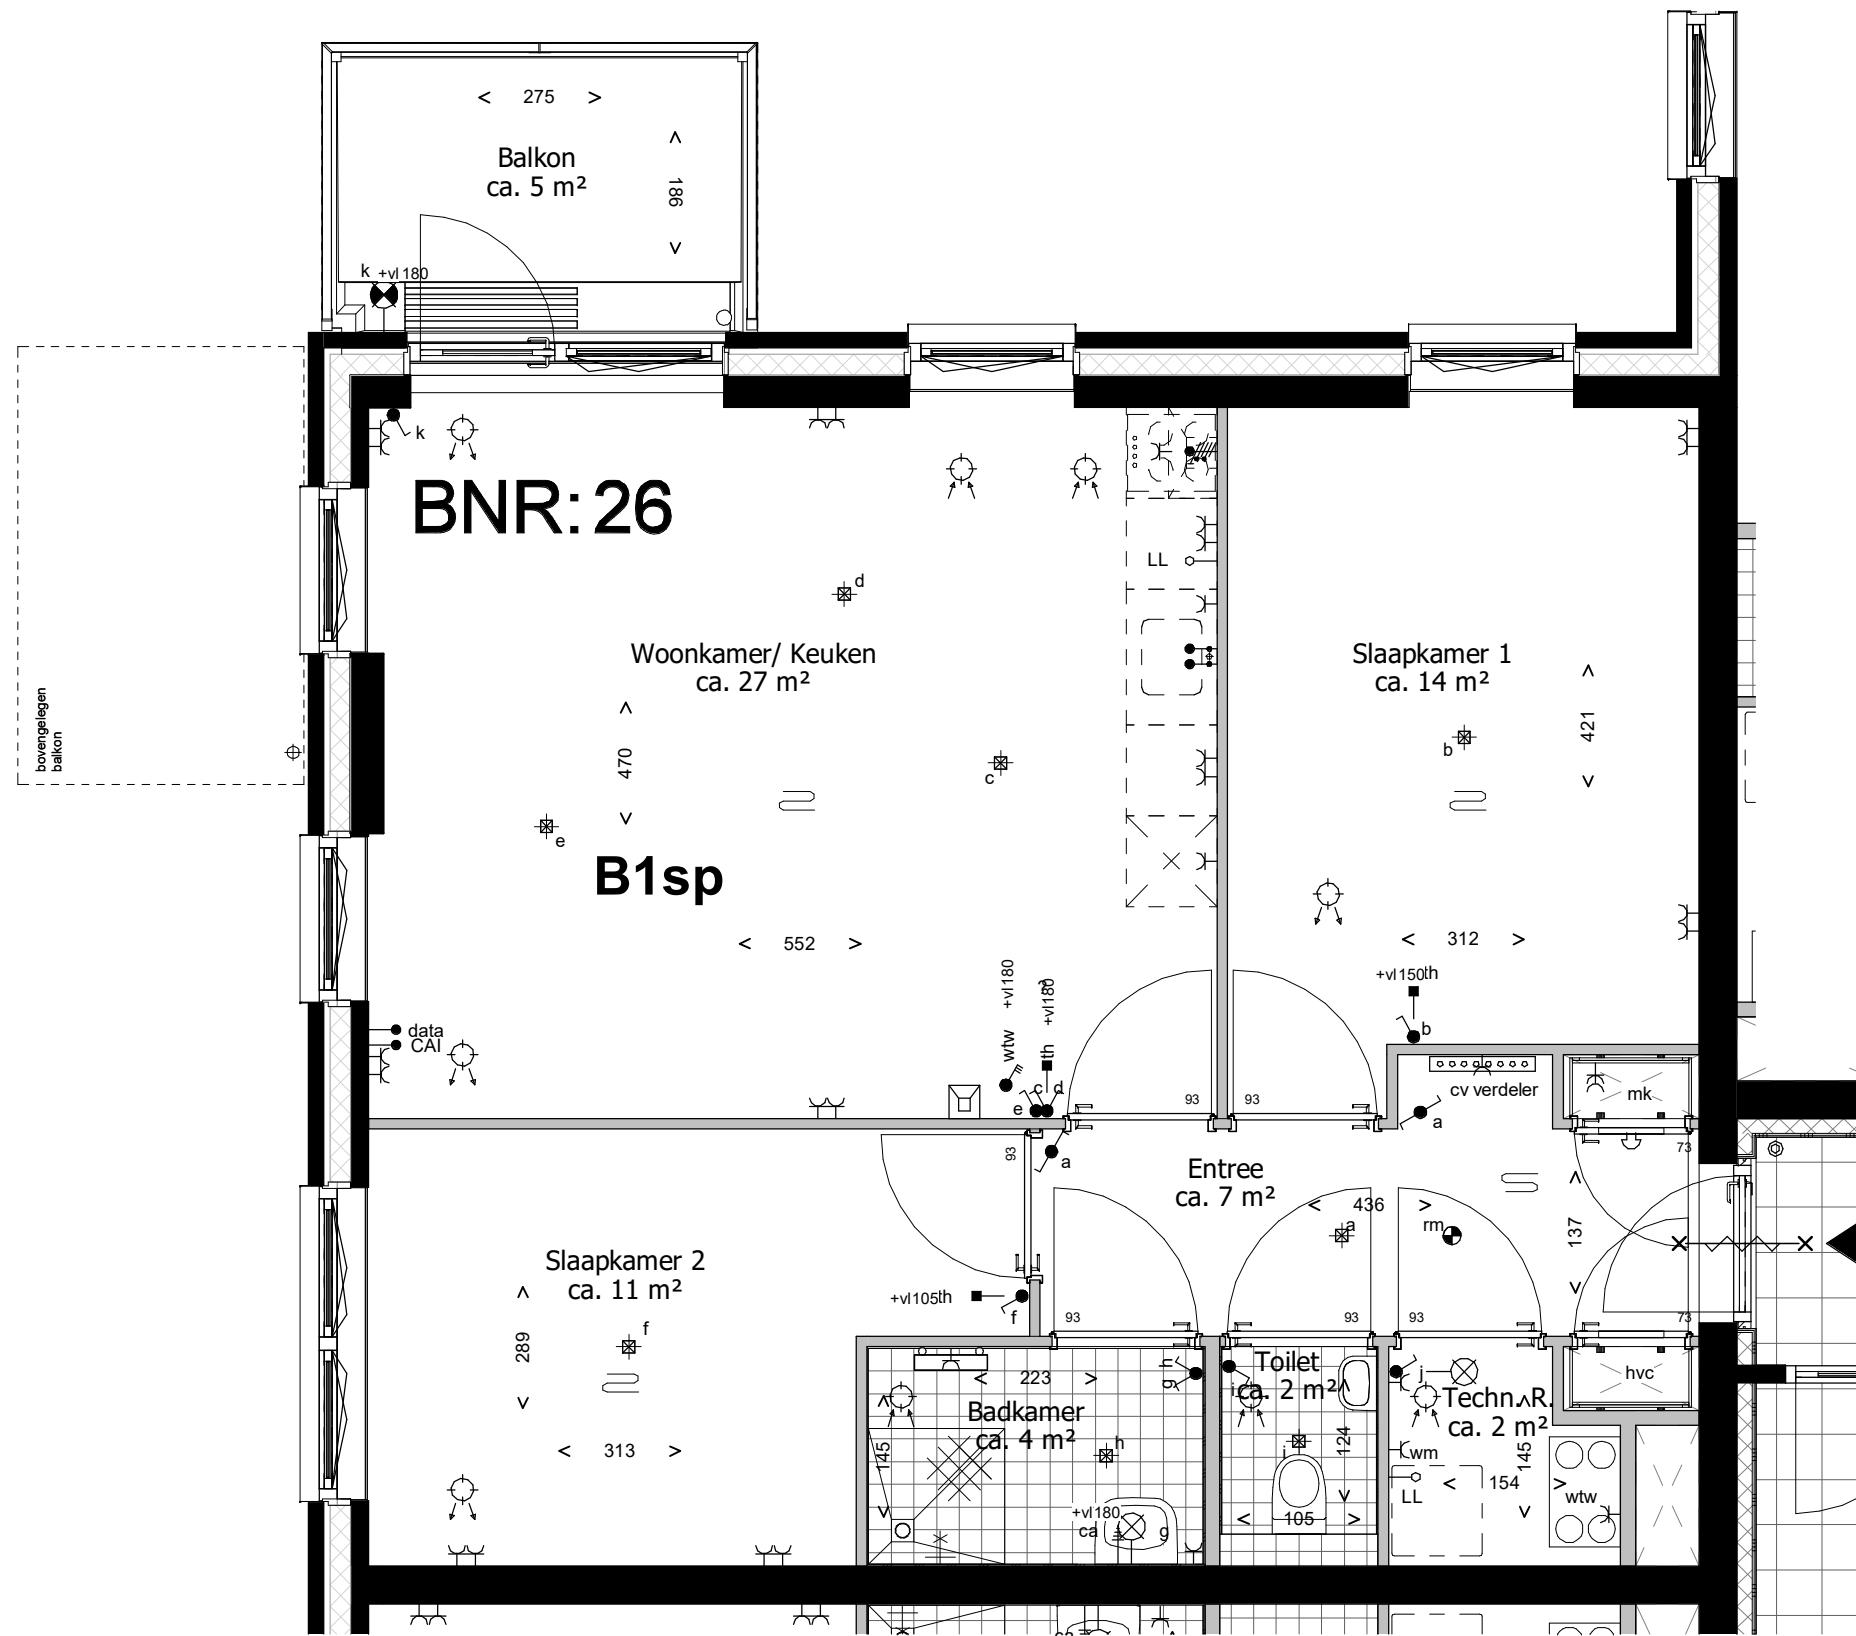 < 275 >
Balkon
ca. 5 m²
< 186 >
k +vl180
k
BNR: 26
d
LL
Woonkamer/ Keuken
ca. 27 m²
Slaapkamer 1
ca. 14 m²
< 421 >
bovengelegen
balkon
< 470 >
c
b
e
B1sp
< 552 >
< 312 >
+vl150th
b
wtw +vl180
th +vl180
data
CAI
c d
e
93
93
cv verdeler
a
mk
93
a
73
Entree
ca. 7 m²
< 436 >
a
rm
< 137 >
Slaapkamer 2
ca. 11 m²
+vl105th
f
93
93
93
73
f
< 289 >
< 313 >
< 223 >
g h
Badkamer
ca. 4 m²
< 145 >
h
+vl180
ca
g
Toilet
ca. 2 m²
i
< 124 >
i
< 105 >
j
Techn. R.
ca. 2 m²
hvc
wm
< 145 >
LL
< 154 >
wtw